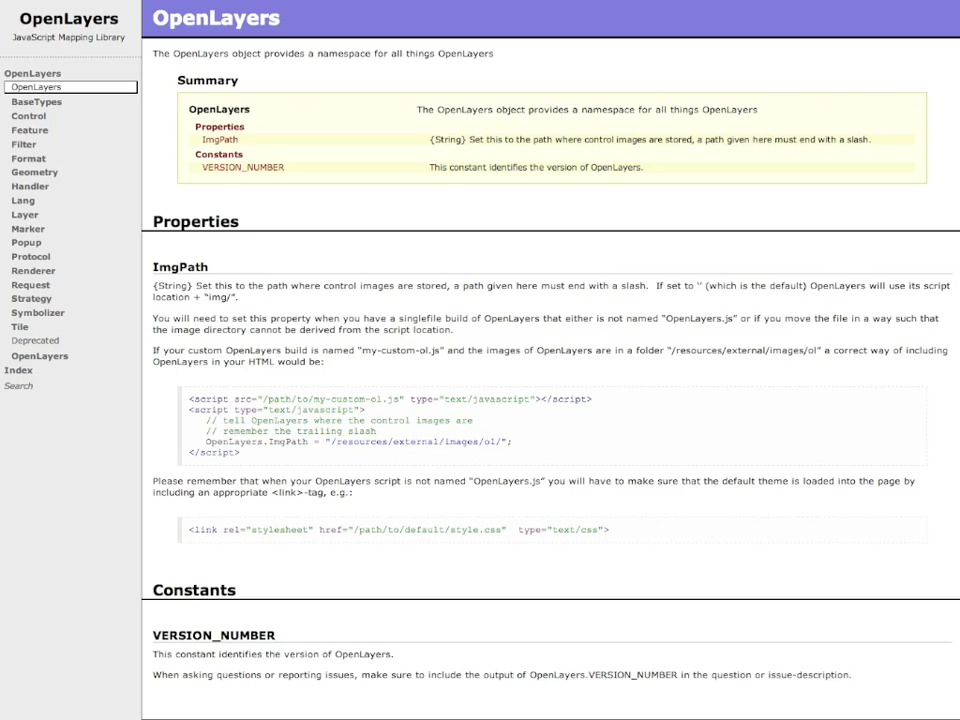 OpenLayers
JavaScript Mapping Library
OpenLayers
OpenLayers
BaseTypes
Control
Feature
Filter
Format
Geometry
Handler
Lang
Layer
Marker
Popup
Protocol
Renderer
Request
Strategy
Symbolizer
Tile
Deprecated
OpenLayers
Index
Search
OpenLayers
The OpenLayers object provides a namespace for all things OpenLayers
Summary
OpenLayers The OpenLayers object provides a namespace for all things OpenLayers
Properties
ImgPath {String} Set this to the path where control images are stored, a path given here must end with a slash.
Constants
VERSION_NUMBER This constant identifies the version of OpenLayers.
Properties
ImgPath
{String} Set this to the path where control images are stored, a path given here must end with a slash. If set to '' (which is the default) OpenLayers will use its script
location + “img/”.
You will need to set this property when you have a singlefile build of OpenLayers that either is not named “OpenLayers.js” or if you move the file in a way such that
the image directory cannot be derived from the script location.
If your custom OpenLayers build is named “my-custom-ol.js” and the images of OpenLayers are in a folder “/resources/external/images/ol” a correct way of including
OpenLayers in your HTML would be:
<script src="/path/to/my-custom-ol.js" type="text/javascript"></script>
<script type="text/javascript">
// tell OpenLayers where the control images are
// remember the trailing slash
OpenLayers.ImgPath = "/resources/external/images/ol/";
</script>
Please remember that when your OpenLayers script is not named “OpenLayers.js” you will have to make sure that the default theme is loaded into the page by
including an appropriate <link>-tag, e.g.:
<link rel="stylesheet" href="/path/to/default/style.css" type="text/css">
Constants
VERSION_NUMBER
This constant identifies the version of OpenLayers.
When asking questions or reporting issues, make sure to include the output of OpenLayers.VERSION_NUMBER in the question or issue-description.